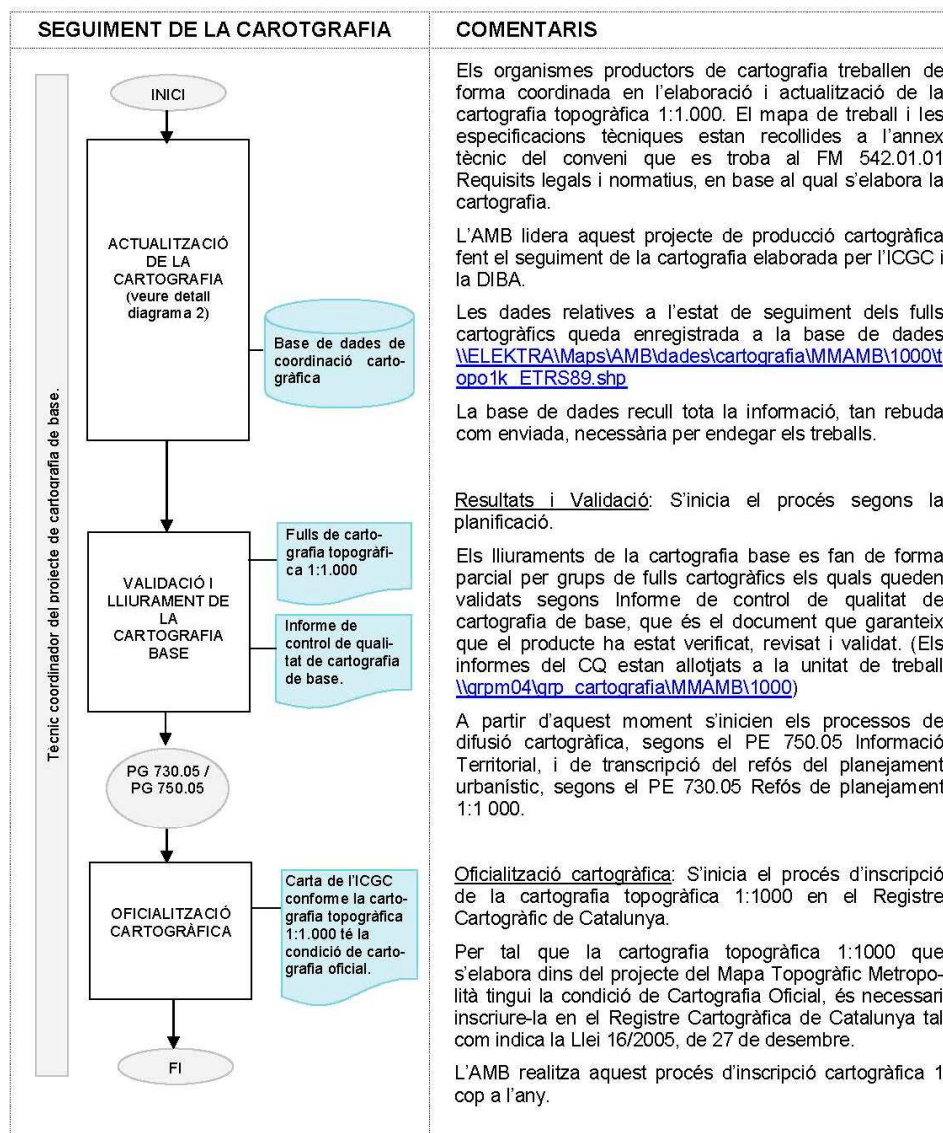 SEGUIMENT DE LA CAROTGRAFIA
COMENTARIS
Tècnic coordinador del projecte de cartografia de base.
INICI
ACTUALITZACIÓ
DE LA
CARTOGRAFIA
(veure detall
diagrama 2)
Base de dades de
coordinació carto-
gràfica
Fulls de carto-
grafia topogràfi-
ca 1:1.000
VALIDACIÓ I
LLIURAMENT DE
LA
CARTOGRAFIA
BASE
Informe de
control de quali-
tat de cartografia
de base.
PG 730.05 /
PG 750.05
OFICIALITZACIÓ
CARTOGRÀFICA
Carta de l'ICGC
conforme la carto-
grafia topogràfica
1:1.000 té la
condició de carto-
grafia oficial.
FI
Els organismes productors de cartografia treballen de
forma coordinada en l'elaboració i actualització de la
cartografia topogràfica 1:1.000. El mapa de treball i les
especificacions tècniques estan recollides a l'annex
tècnic del conveni que es troba al FM 542.01.01
Requisits legals i normatius, en base al qual s'elabora la
cartografia.
L'AMB lidera aquest projecte de producció cartogràfica
fent el seguiment de la cartografia elaborada per l'ICGC i
la DIBA.
Les dades relatives a l'estat de seguiment dels fulls
cartogràfics queda enregistrada a la base de dades
\\ELEKTRA\Maps\AMB\dades\cartografia\MMAMB\1000\t
opo1k_ETRS89.shp
La base de dades recull tota la informació, tan rebuda
com enviada, necessària per endegar els treballs.
Resultats i Validació: S'inicia el procés segons la
planificació.
Els lliuraments de la cartografia base es fan de forma
parcial per grups de fulls cartogràfics els quals queden
validats segons Informe de control de qualitat de
cartografia de base, que és el document que garanteix
que el producte ha estat verificat, revisat i validat. (Els
informes del CQ estan allotjats a la unitat de treball
\\grpm04\grp_cartografia\MMAMB\1000)
A partir d'aquest moment s'inicien els processos de
difusió cartogràfica, segons el PE 750.05 Informació
Territorial, i de transcripció del refós del planejament
urbanístic, segons el PE 730.05 Refós de planejament
1:1 000.
Oficialització cartogràfica: S'inicia el procés d'inscripció
de la cartografia topogràfica 1:1000 en el Registre
Cartogràfic de Catalunya.
Per tal que la cartografia topogràfica 1:1000 que
s'elabora dins del projecte del Mapa Topogràfic Metropo-
lità tingui la condició de Cartografia Oficial, és necessari
inscriure-la en el Registre Cartogràfica de Catalunya tal
com indica la Llei 16/2005, de 27 de desembre.
L'AMB realitza aquest procés d'inscripció cartogràfica 1
cop a l'any.